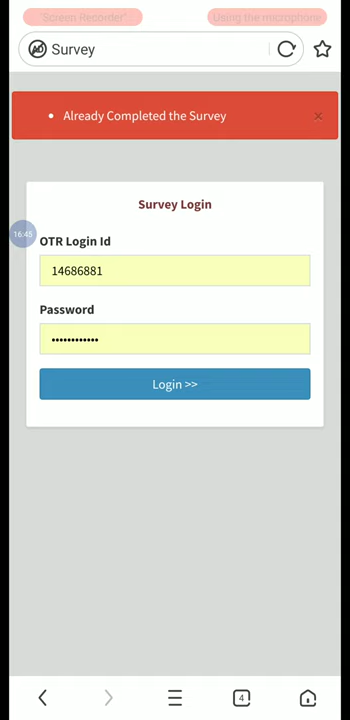 "Screen Recorder"
Using the microphone
Survey
Already Completed the Survey
Survey Login
16:45
OTR Login Id
14686881
Password
••••••••••••
Login >>
4